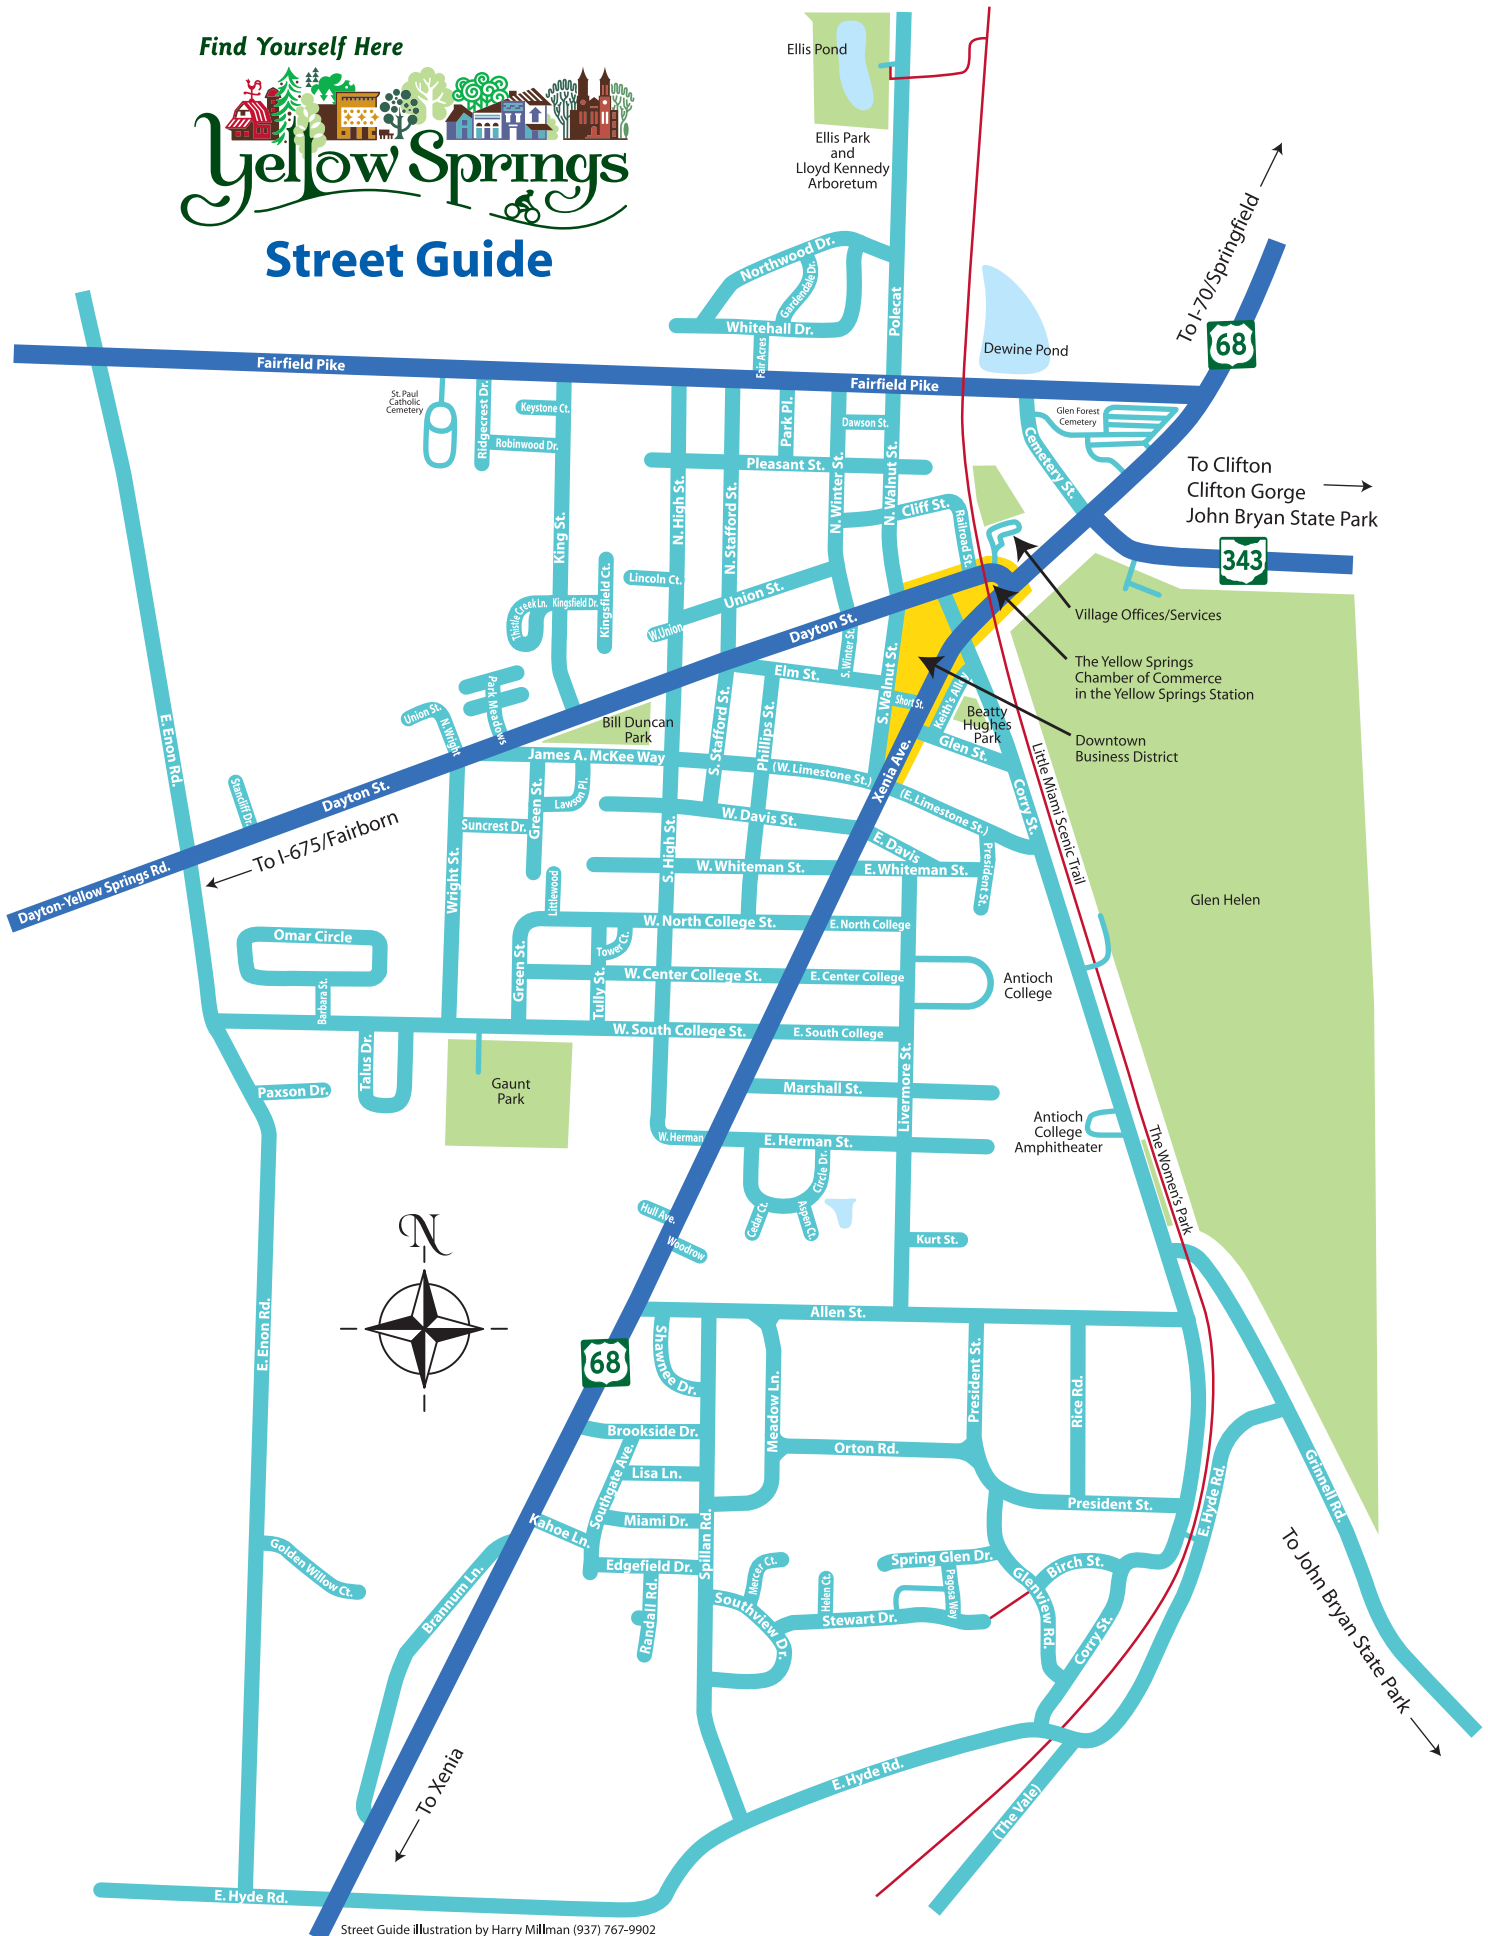 Find Yourself Here
Yellow Springs
Street Guide
Ellis Pond
Ellis Park
and
Lloyd Kennedy
Arboretum
To I-70/Springfield
68
Northwood Dr.
Gardendale Dr.
Whitehall Dr.
Fair Acres
Polecat
Dewine Pond
Fairfield Pike
Fairfield Pike
St. Paul
Catholic
Cemetery
Ridgecrest Dr.
Keystone Ct.
Robinwood Dr.
Park Pl.
Dawson St.
Pleasant St.
Glen Forest
Cemetery
Cemetery St.
To Clifton
Clifton Gorge
John Bryan State Park
343
King St.
N. High St.
N. Stafford St.
N. Winter St.
N. Walnut St.
Cliff St.
Railroad St.
Lincoln Ct.
Kingsfield Ct.
Kingsfield Dr.
Thistle Creek Ln.
Union St.
W. Union
Dayton St.
S. Winter St.
Village Offices/Services
The Yellow Springs
Chamber of Commerce
in the Yellow Springs Station
Downtown
Business District
Elm St.
S. Walnut St.
Short St.
Keith's Alley
Beatty
Hughes
Park
Glen St.
Park Meadows
Union St.
N. Wright
Bill Duncan
Park
James A. McKee Way
S. Stafford St.
Phillips St.
(W. Limestone St.)
Xenia Ave.
(E. Limestone St.)
Corry St.
Little Miami Scenic Trail
E. Enon Rd.
Stancliff Dr.
Dayton St.
To I-675/Fairborn
Dayton-Yellow Springs Rd.
Green St.
Lawson Pl.
Suncrest Dr.
W. Davis St.
E. Davis
S. High St.
W. Whiteman St.
E. Whiteman St.
President St.
Wright St.
Littlewood
Glen Helen
Omar Circle
Barbara St.
W. North College St.
E. North College
Tower Ct.
Green St.
Tully St.
W. Center College St.
E. Center College
Antioch
College
W. South College St.
E. South College
Talus Dr.
Paxson Dr.
Gaunt
Park
Livermore St.
Marshall St.
Antioch
College
Amphitheater
W. Herman
E. Herman St.
Circle Dr.
Cedar Ct.
Aspen Ct.
The Women's Park
Hull Ave.
Woodrow
Kurt St.
N
E. Enon Rd.
Allen St.
68
Shawnee Dr.
Meadow Ln.
President St.
Rice Rd.
Brookside Dr.
Southgate Ave.
Lisa Ln.
Orton Rd.
President St.
E. Hyde Rd.
Grinnell Rd.
Kahoe Ln.
Miami Dr.
Spillan Rd.
Edgefield Dr.
Golden Willow Ct.
Brannum Ln.
Randall Rd.
Mercer Ct.
Southview Dr.
Helen Ct.
Stewart Dr.
Spring Glen Dr.
Pagosa Way
Glenview Rd.
Birch St.
Corry St.
To John Bryan State Park
To Xenia
E. Hyde Rd.
(The Vale)
E. Hyde Rd.
Street Guide illustration by Harry Millman (937) 767-9902